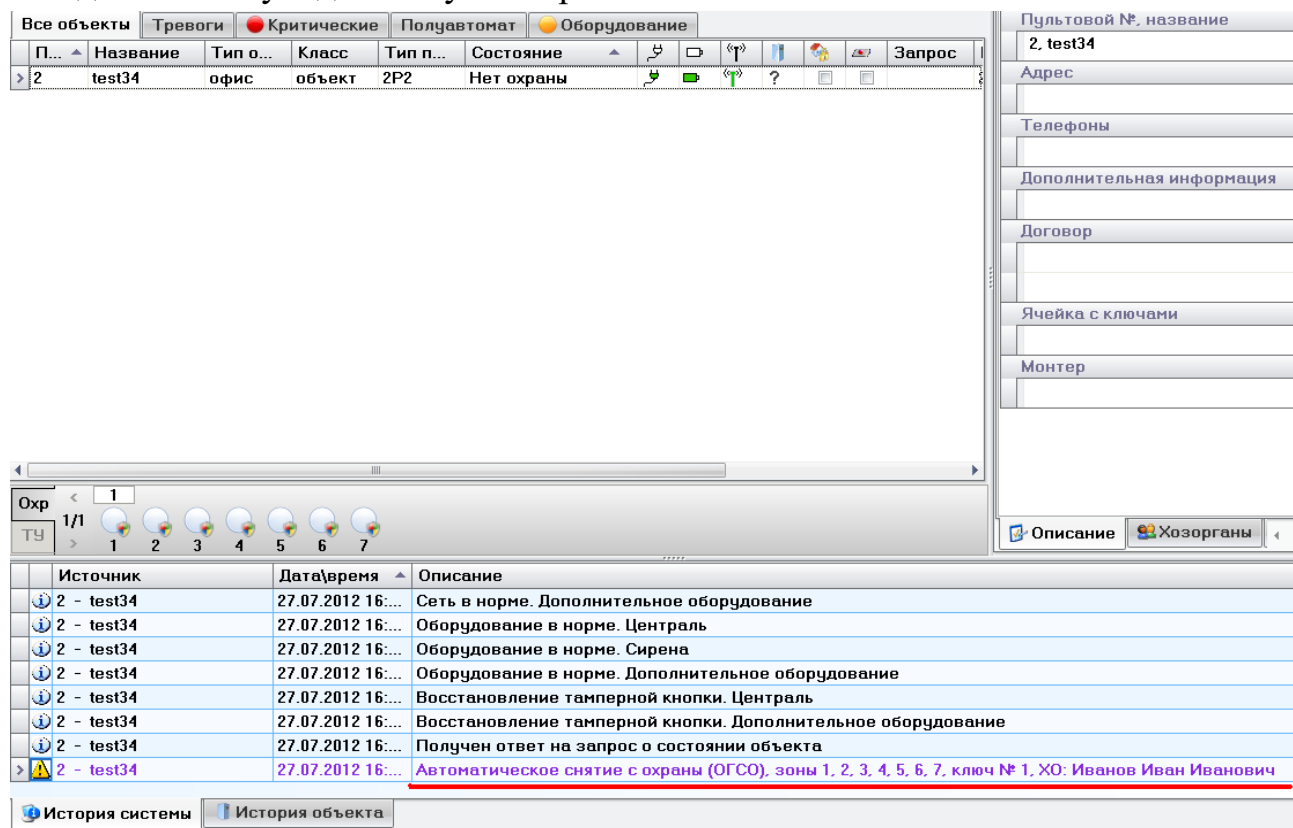 Все объекты Тревоги Критические Полуавтомат Оборудование
П... Название Тип о... Класс Тип п... Состояние Запрос
2 test34 офис объект 2P2 Нет охраны ?
Пультовой №, название
2, test34
Адрес
Телефоны
Дополнительная информация
Договор
Ячейка с ключами
Монтер
Описание Хозорганы
Охр < 1
1/1
ТУ > 1 2 3 4 5 6 7
Источник Дата\время Описание
2 - test34 27.07.2012 16:... Сеть в норме. Дополнительное оборудование
2 - test34 27.07.2012 16:... Оборудование в норме. Централь
2 - test34 27.07.2012 16:... Оборудование в норме. Сирена
2 - test34 27.07.2012 16:... Оборудование в норме. Дополнительное оборудование
2 - test34 27.07.2012 16:... Восстановление тамперной кнопки. Централь
2 - test34 27.07.2012 16:... Восстановление тамперной кнопки. Дополнительное оборудование
2 - test34 27.07.2012 16:... Получен ответ на запрос о состоянии объекта
2 - test34 27.07.2012 16:... Автоматическое снятие с охраны (ОГСО), зоны 1, 2, 3, 4, 5, 6, 7, ключ № 1, ХО: Иванов Иван Иванович
История системы История объекта